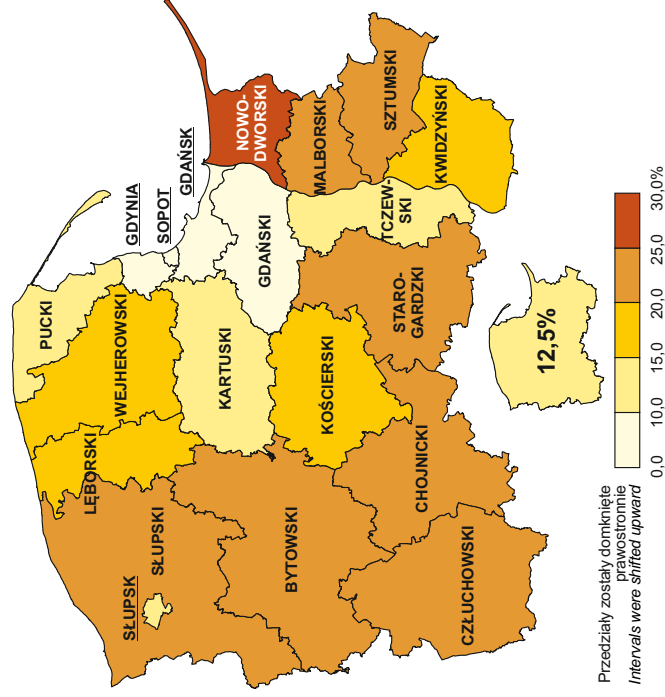 PUCKI
GDYNIA
SOPOT
GDAŃSK
NOWO-
DWORSKI
WEJHEROWSKI
LĘBORSKI
SŁUPSK
SŁUPSKI
KARTUSKI
GDAŃSKI
MALBORSKI
SZTUMSKI
KWIDZYŃSKI
TCZEW-
SKI
STARO-
GARDZKI
KOŚCIERSKI
BYTOWSKI
CHOJNICKI
CZŁUCHOWSKI
12,5%
0,0 10,0 15,0 20,0 25,0 30,0%
Przedziały zostały domknięte
prawostronnie
Intervals were shifted upward